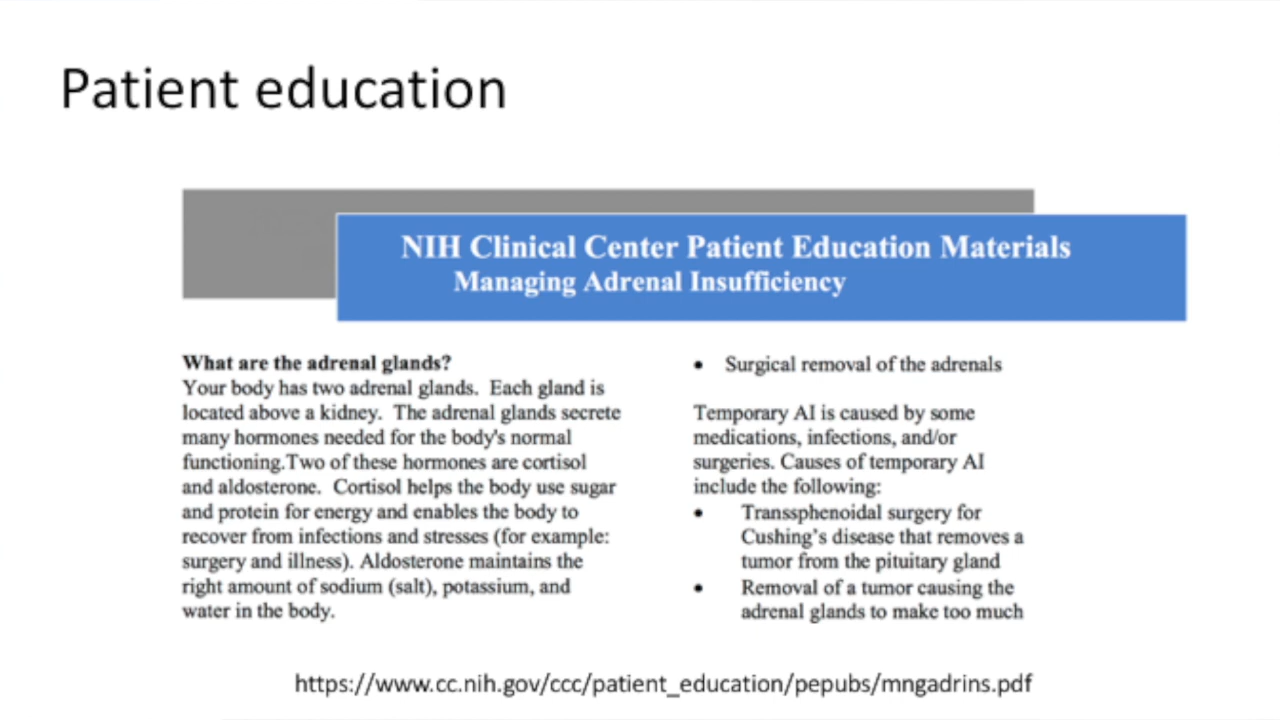 Patient education
NIH Clinical Center Patient Education Materials
Managing Adrenal Insufficiency
What are the adrenal glands?
Your body has two adrenal glands.  Each gland is
located above a kidney.  The adrenal glands secrete
many hormones needed for the body's normal
functioning.Two of these hormones are cortisol
and aldosterone.  Cortisol helps the body use sugar
and protein for energy and enables the body to
recover from infections and stresses (for example:
surgery and illness). Aldosterone maintains the
right amount of sodium (salt), potassium, and
water in the body.
• Surgical removal of the adrenals
Temporary AI is caused by some
medications, infections, and/or
surgeries. Causes of temporary AI
include the following:
• Transsphenoidal surgery for
Cushing’s disease that removes a
tumor from the pituitary gland
• Removal of a tumor causing the
adrenal glands to make too much
https://www.cc.nih.gov/ccc/patient_education/pepubs/mngadrins.pdf